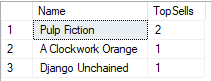 Name TopSells
1 Pulp Fiction 2
2 A Clockwork Orange 1
3 Django Unchained 1